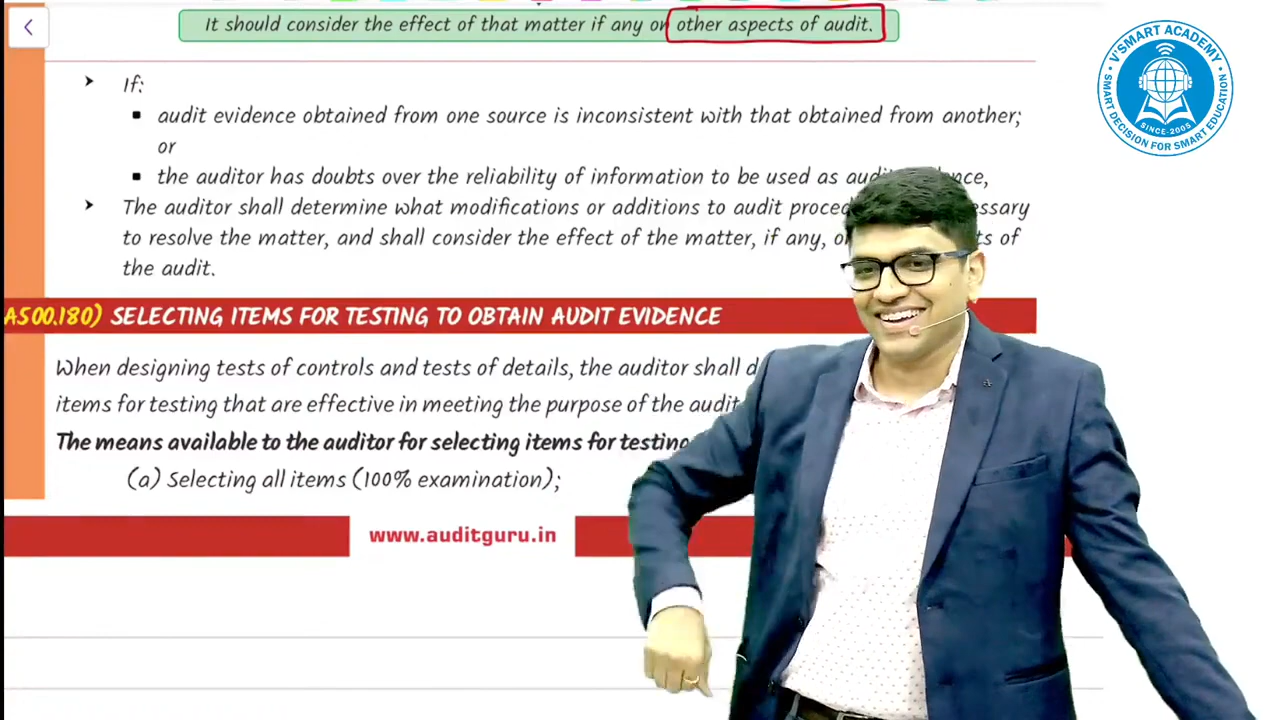 It should consider the effect of that matter if any on other aspects of audit.
V'SMART ACADEMY
SINCE-2005
SMART DECISION FOR SMART EDUCATION
If:
audit evidence obtained from one source is inconsistent with that obtained from another;
or
the auditor has doubts over the reliability of information to be used as
The auditor shall determine what modifications or additions to audit
to resolve the matter, and shall consider the effect of the matter, if any,
the audit.
A500.180) SELECTING ITEMS FOR TESTING TO OBTAIN AUDIT EVIDENCE
When designing tests of controls and tests of details, the auditor shall
items for testing that are effective in meeting the purpose of the audit
The means available to the auditor for selecting items for testing
(a) Selecting all items (100% examination);
www.auditguru.in